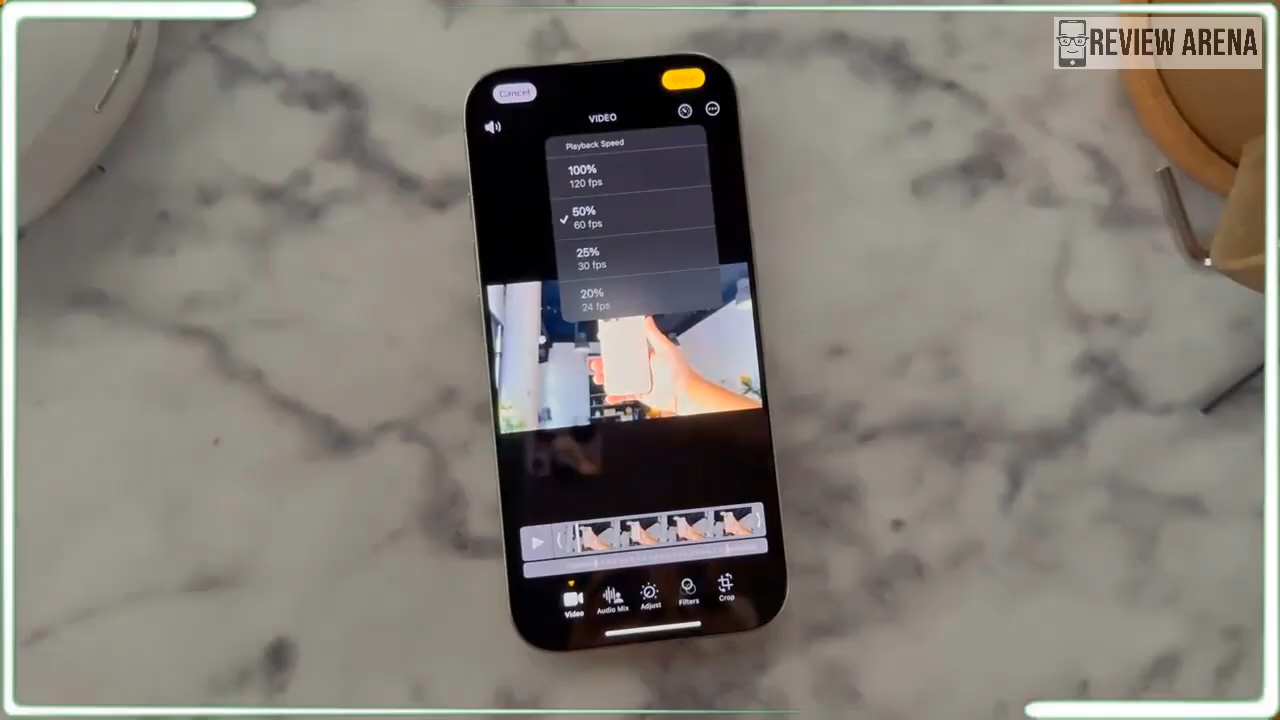 REVIEW ARENA
Cancel
VIDEO
Playback Speed
100%
120 fps
50%
60 fps
25%
30 fps
20%
24 fps
Video
Audio Mix
Adjust
Filters
Crop